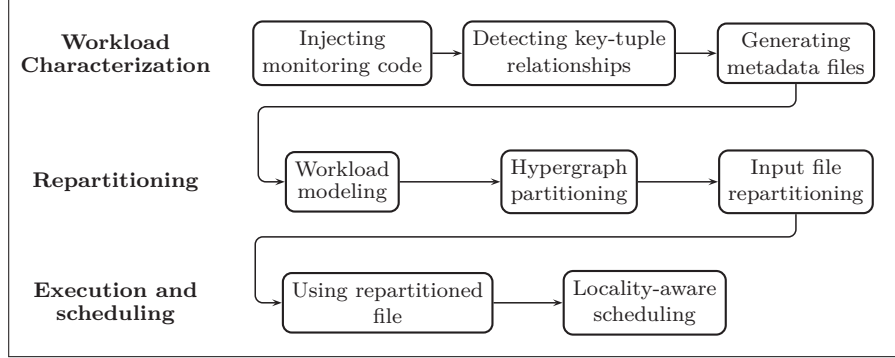 Workload
Characterization
Injecting
monitoring code
Detecting key-tuple
relationships
Generating
metadata files
Repartitioning
Workload
modeling
Hypergraph
partitioning
Input file
repartitioning
Execution and
scheduling
Using repartitioned
file
Locality-aware
scheduling